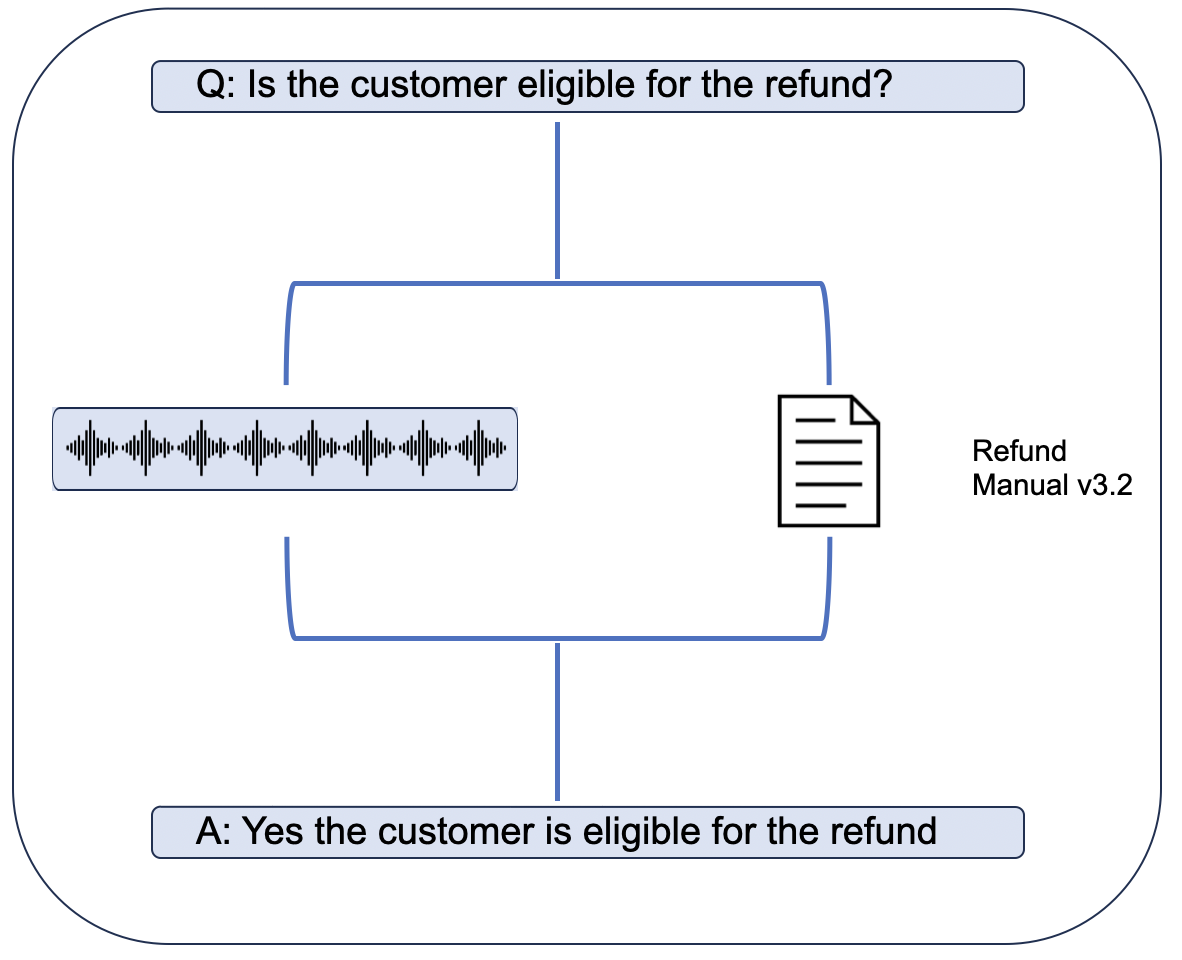 Q: Is the customer eligible for the refund?
Refund
Manual v3.2
A: Yes the customer is eligible for the refund